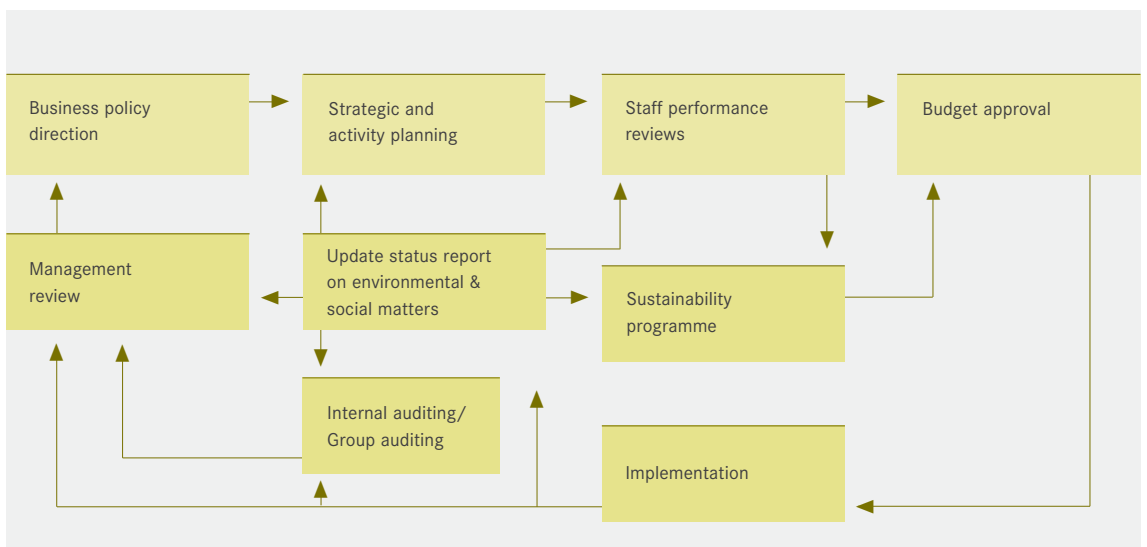 Business policy
direction
Strategic and
activity planning
Staff performance
reviews
Budget approval
Management
review
Update status report
on environmental &
social matters
Sustainability
programme
Internal auditing/
Group auditing
Implementation